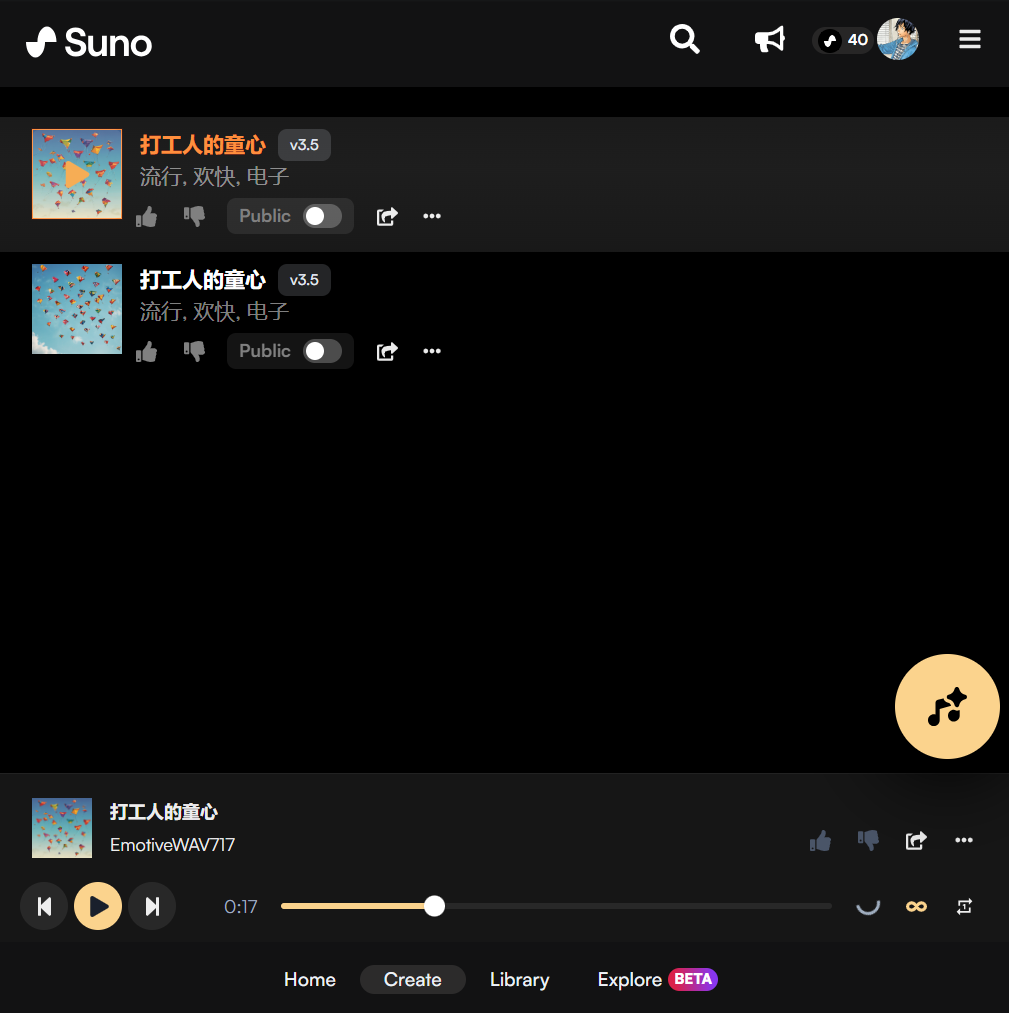 Suno
40
打工人的童心 v3.5
流行, 欢快, 电子
Public
打工人的童心 v3.5
流行, 欢快, 电子
Public
打工人的童心
EmotiveWAV717
0:17
1
Home Create Library Explore BETA